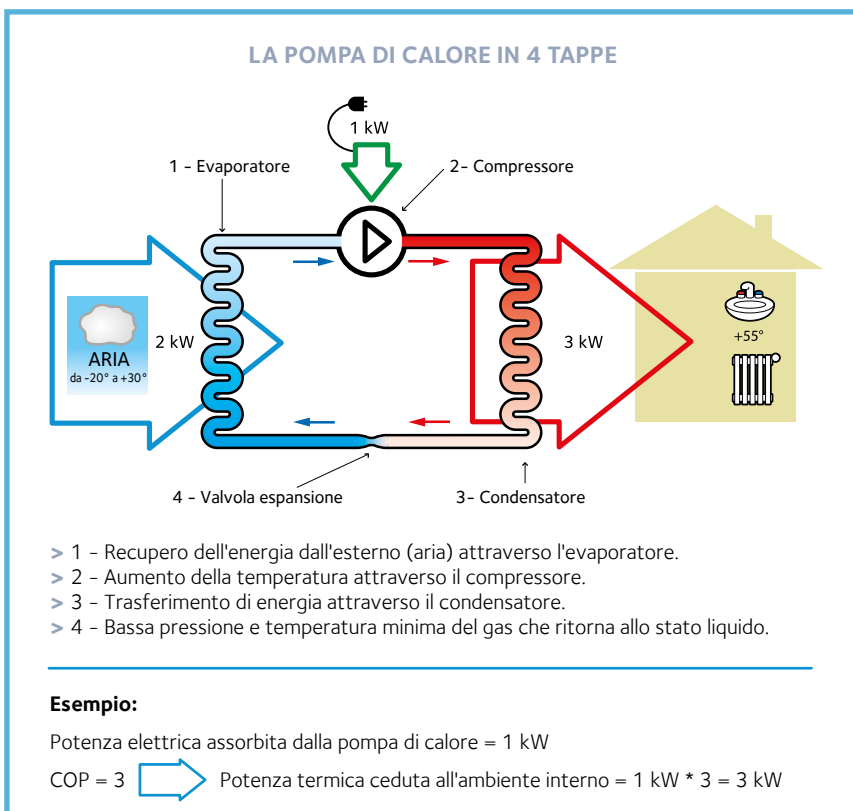 LA POMPA DI CALORE IN 4 TAPPE
1 kW
1 - Evaporatore
2- Compressore
ARIA
da -20° a +30°
2 kW
3 kW
+55°
4 - Valvola espansione
3- Condensatore
> 1 - Recupero dell'energia dall'esterno (aria) attraverso l'evaporatore.
> 2 - Aumento della temperatura attraverso il compressore.
> 3 - Trasferimento di energia attraverso il condensatore.
> 4 - Bassa pressione e temperatura minima del gas che ritorna allo stato liquido.
Esempio:
Potenza elettrica assorbita dalla pompa di calore = 1 kW
COP = 3 Potenza termica ceduta all'ambiente interno = 1 kW * 3 = 3 kW